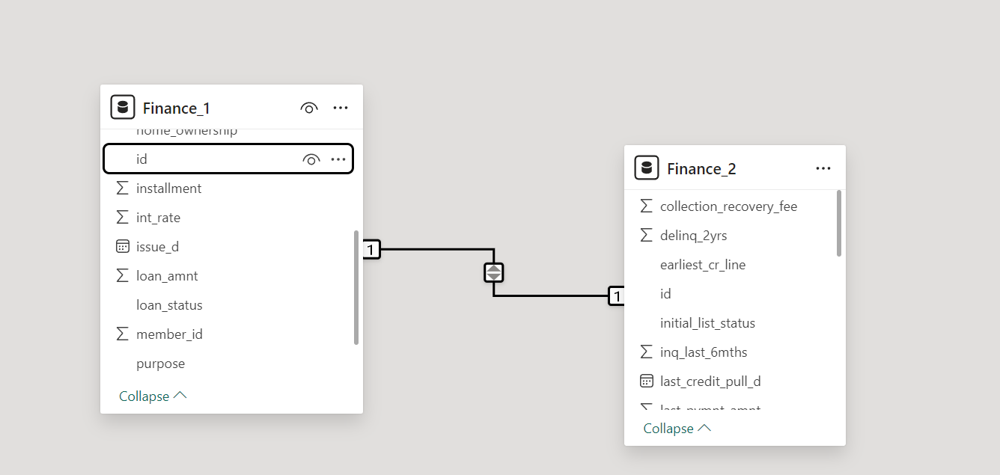 Finance_1
home_ownership
id
installment
int_rate
issue_d
loan_amnt
loan_status
member_id
purpose
Collapse
1
1
Finance_2
collection_recovery_fee
delinq_2yrs
earliest_cr_line
id
initial_list_status
inq_last_6mths
last_credit_pull_d
last_pymnt_amnt
Collapse